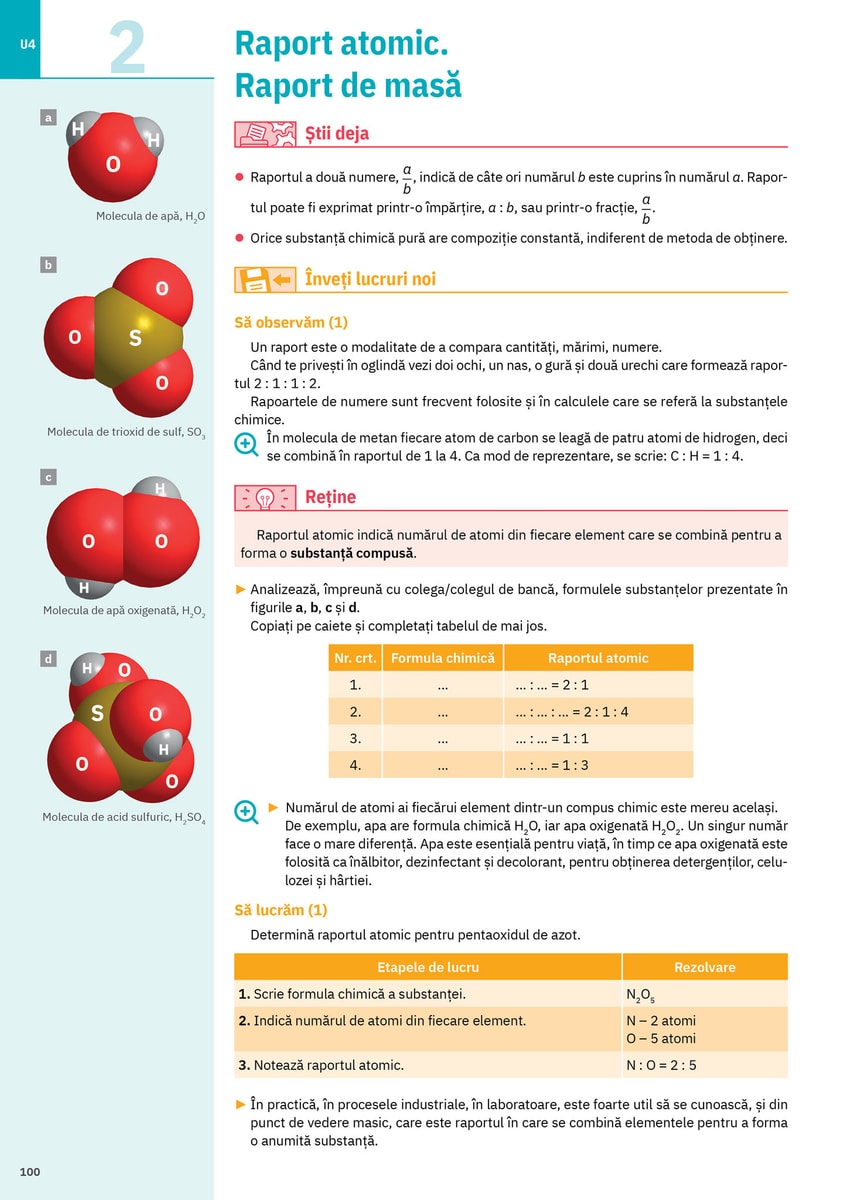 U4
2
Raport atomic.
Raport de masă
a
H
H
O
Molecula de apă, H₂O
b
O
O
S
O
Molecula de trioxid de sulf, SO₃
c
H
O
O
H
Molecula de apă oxigenată, H₂O₂
d
H
O
S
O
H
O
O
Molecula de acid sulfuric, H₂SO₄
Știi deja
● Raportul a două numere, a/b, indică de câte ori numărul b este cuprins în numărul a. Rapor-
tul poate fi exprimat printr-o împărțire, a : b, sau printr-o fracție, a/b.
● Orice substanță chimică pură are compoziție constantă, indiferent de metoda de obținere.
Înveți lucruri noi
Să observăm (1)
Un raport este o modalitate de a compara cantități, mărimi, numere.
Când te privești în oglindă vezi doi ochi, un nas, o gură și două urechi care formează rapor-
tul 2 : 1 : 1 : 2.
Rapoartele de numere sunt frecvent folosite și în calculele care se referă la substanțele
chimice.
În molecula de metan fiecare atom de carbon se leagă de patru atomi de hidrogen, deci
se combină în raportul de 1 la 4. Ca mod de reprezentare, se scrie: C : H = 1 : 4.
Reține
Raportul atomic indică numărul de atomi din fiecare element care se combină pentru a
forma o substanță compusă.
► Analizează, împreună cu colega/colegul de bancă, formulele substanțelor prezentate în
figurile a, b, c și d.
Copiați pe caiete și completați tabelul de mai jos.
Nr. crt. Formula chimică Raportul atomic
1. ... ... : ... = 2 : 1
2. ... ... : ... : ... = 2 : 1 : 4
3. ... ... : ... = 1 : 1
4. ... ... : ... = 1 : 3
► Numărul de atomi ai fiecărui element dintr-un compus chimic este mereu același.
De exemplu, apa are formula chimică H₂O, iar apa oxigenată H₂O₂. Un singur număr
face o mare diferență. Apa este esențială pentru viață, în timp ce apa oxigenată este
folosită ca înălbitor, dezinfectant și decolorant, pentru obținerea detergenților, celu-
lozei și hârtiei.
Să lucrăm (1)
Determină raportul atomic pentru pentaoxidul de azot.
Etapele de lucru Rezolvare
1. Scrie formula chimică a substanței. N₂O₅
2. Indică numărul de atomi din fiecare element. N – 2 atomi
O – 5 atomi
3. Notează raportul atomic. N : O = 2 : 5
► În practică, în procesele industriale, în laboratoare, este foarte util să se cunoască, și din
punct de vedere masic, care este raportul în care se combină elementele pentru a forma
o anumită substanță.
100